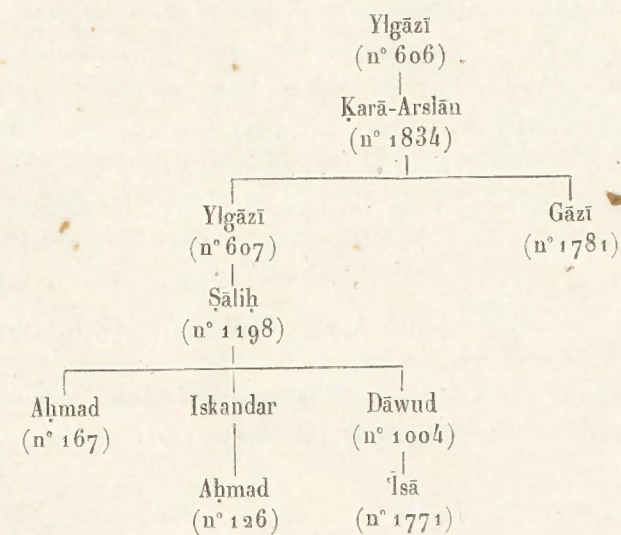 Ylgāzī
(n° 606)
Ḳarā-Arslān
(n° 1834)
Ylgāzī
(n° 607)
Gāzī
(n° 1781)
Ṣāliḥ
(n° 1198)
Aḥmad
(n° 167)
Iskandar
Dāwud
(n° 1004)
Aḥmad
(n° 126)
ʿĪsā
(n° 1771)